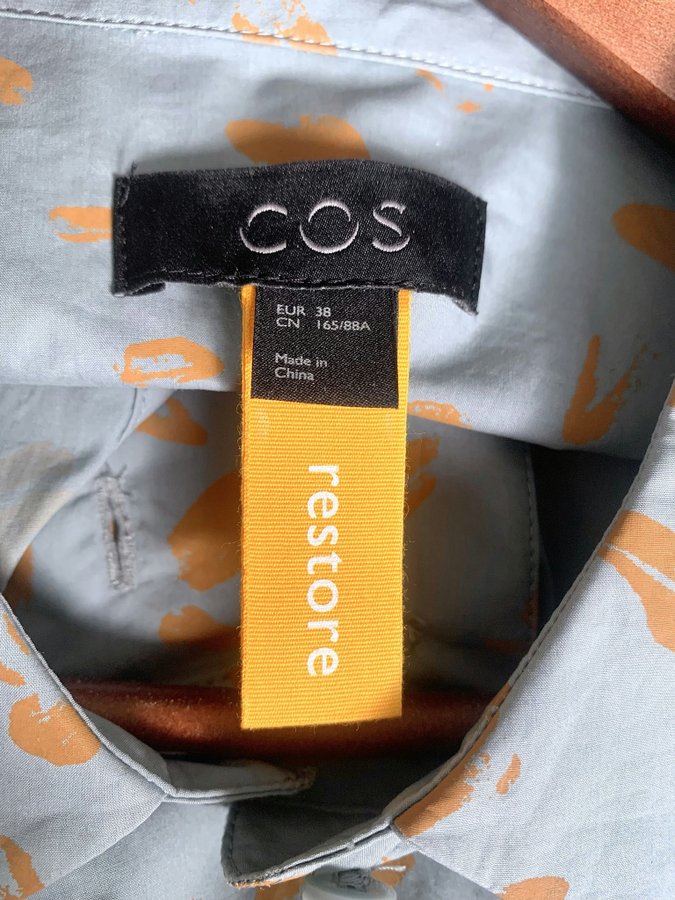 COS
EUR 38
CN 165/88A
Made in
China
restore